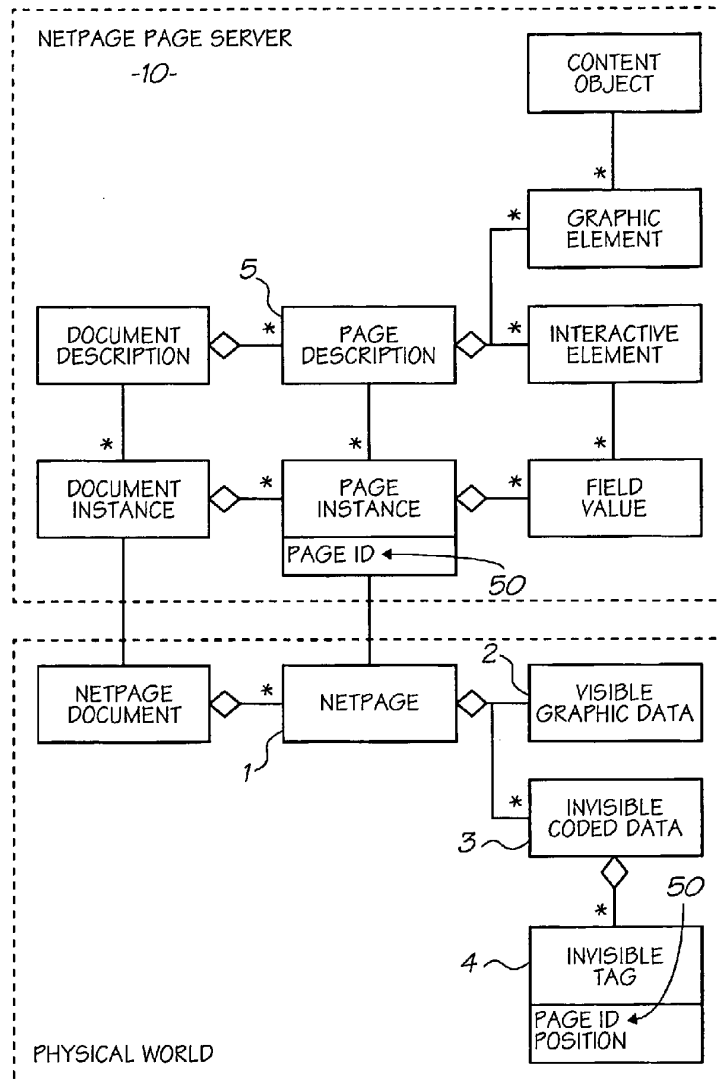 NETPAGE PAGE SERVER
-10-
CONTENT
OBJECT
*
*
GRAPHIC
ELEMENT
5
DOCUMENT
DESCRIPTION
*
PAGE
DESCRIPTION
*
INTERACTIVE
ELEMENT
*
*
*
DOCUMENT
INSTANCE
*
PAGE
INSTANCE
*
FIELD
VALUE
PAGE ID
50
NETPAGE
DOCUMENT
*
NETPAGE
1
2
VISIBLE
GRAPHIC DATA
*
INVISIBLE
CODED DATA
3
*
50
4
INVISIBLE
TAG
PAGE ID
POSITION
PHYSICAL WORLD